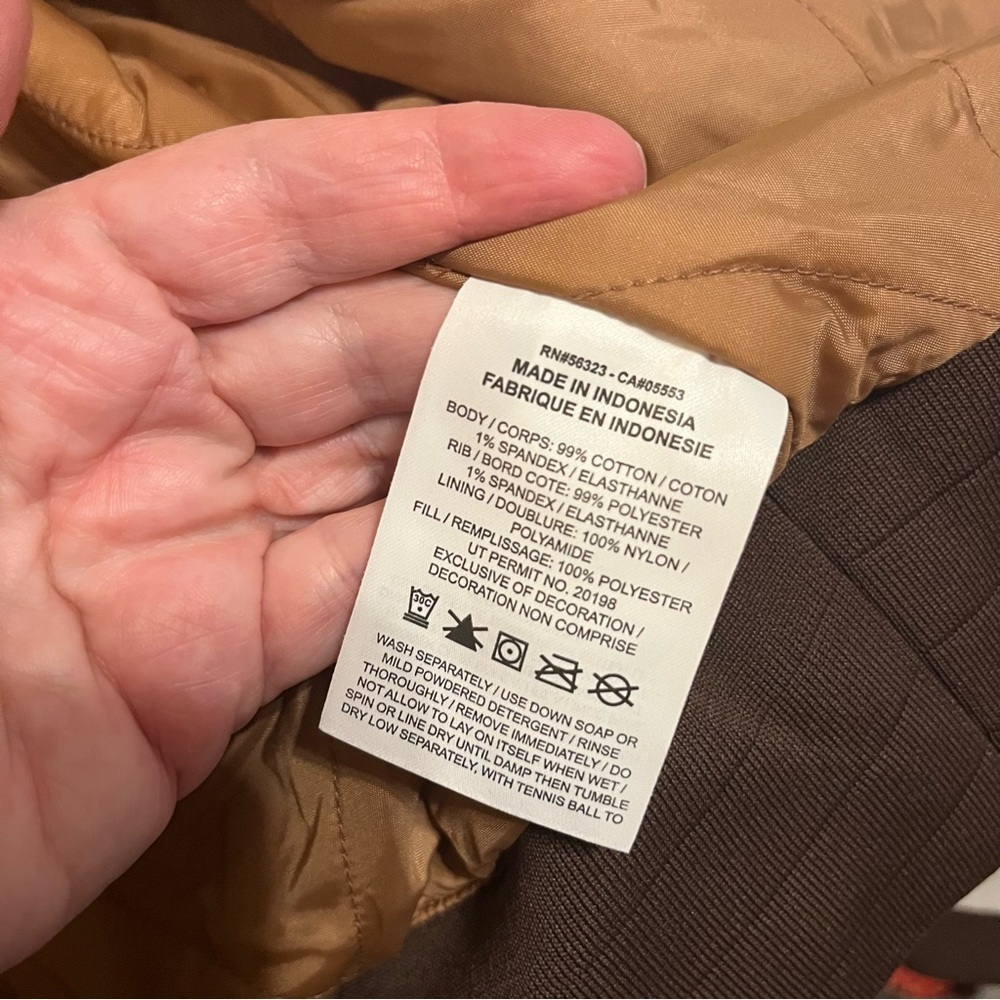 RN#56323 - CA#05553
MADE IN INDONESIA
FABRIQUE EN INDONESIE
BODY / CORPS: 99% COTTON / COTON
1% SPANDEX / ELASTHANNE
RIB / BORD COTE: 99% POLYESTER
1% SPANDEX / ELASTHANNE
LINING / DOUBLURE: 100% NYLON /
POLYAMIDE
FILL / REMPLISSAGE: 100% POLYESTER
UT PERMIT NO. 20198
EXCLUSIVE OF DECORATION /
DECORATION NON COMPRISE
30C
WASH SEPARATELY / USE DOWN SOAP OR
MILD POWDERED DETERGENT / RINSE
THOROUGHLY / REMOVE IMMEDIATELY / DO
NOT ALLOW TO LAY ON ITSELF WHEN WET /
SPIN OR LINE DRY UNTIL DAMP THEN TUMBLE
DRY LOW SEPARATELY, WITH TENNIS BALL TO